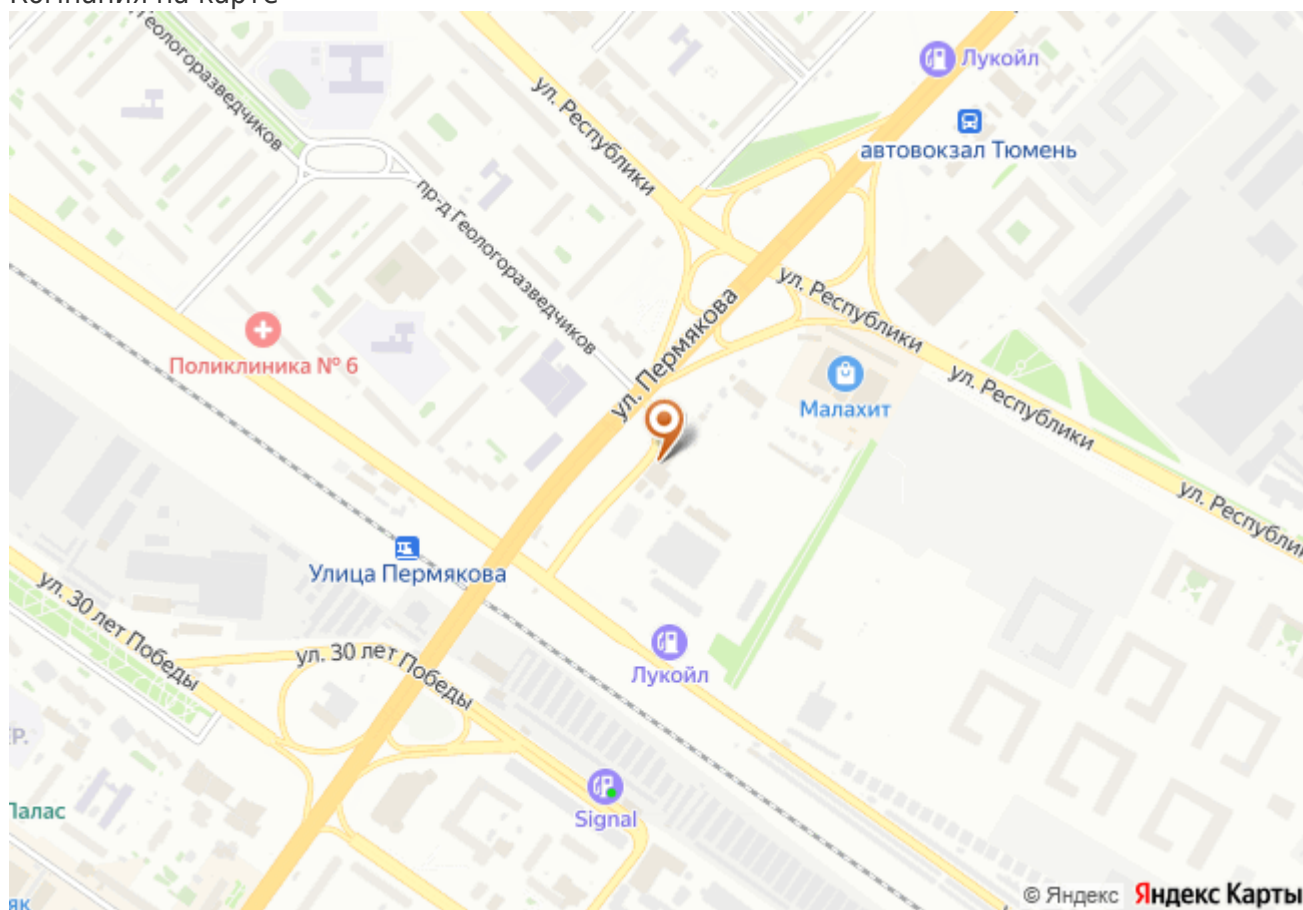 Компания на карте
Геологоразведчиков
Лукойл
ул. Республики
автовокзал Тюмень
пр-д Геологоразведчиков
ул. Республики
ул. Пермякова
Поликлиника № 6
Малахит
ул. Республики
ул. Республики
Улица Пермякова
ул. 30 лет Победы
ул. 30 лет Победы
Лукойл
Signal
Палас
© Яндекс Яндекс Карты